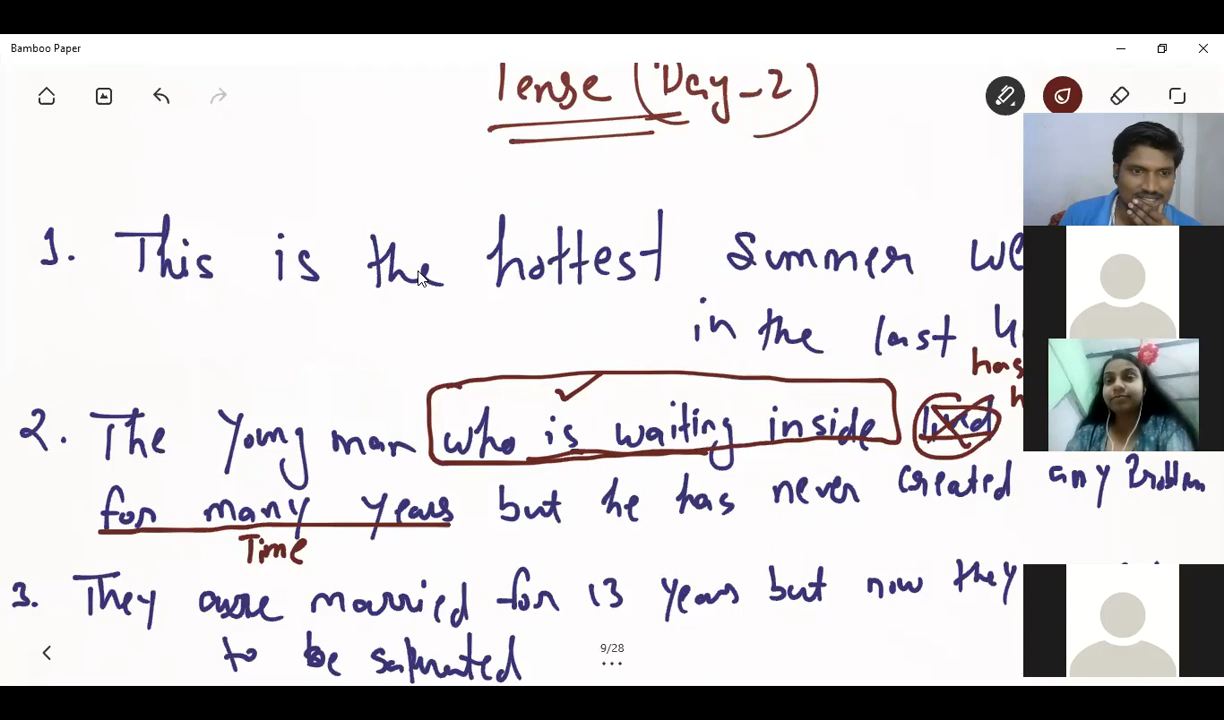 Bamboo Paper
Tense (Day-2)
1. This is the hottest summer we
in the last
has
2. The Young man who is waiting inside lived
for many years but he has never created any Problem
Time
3. They are married for 13 years but now they
to be saparated
9/28